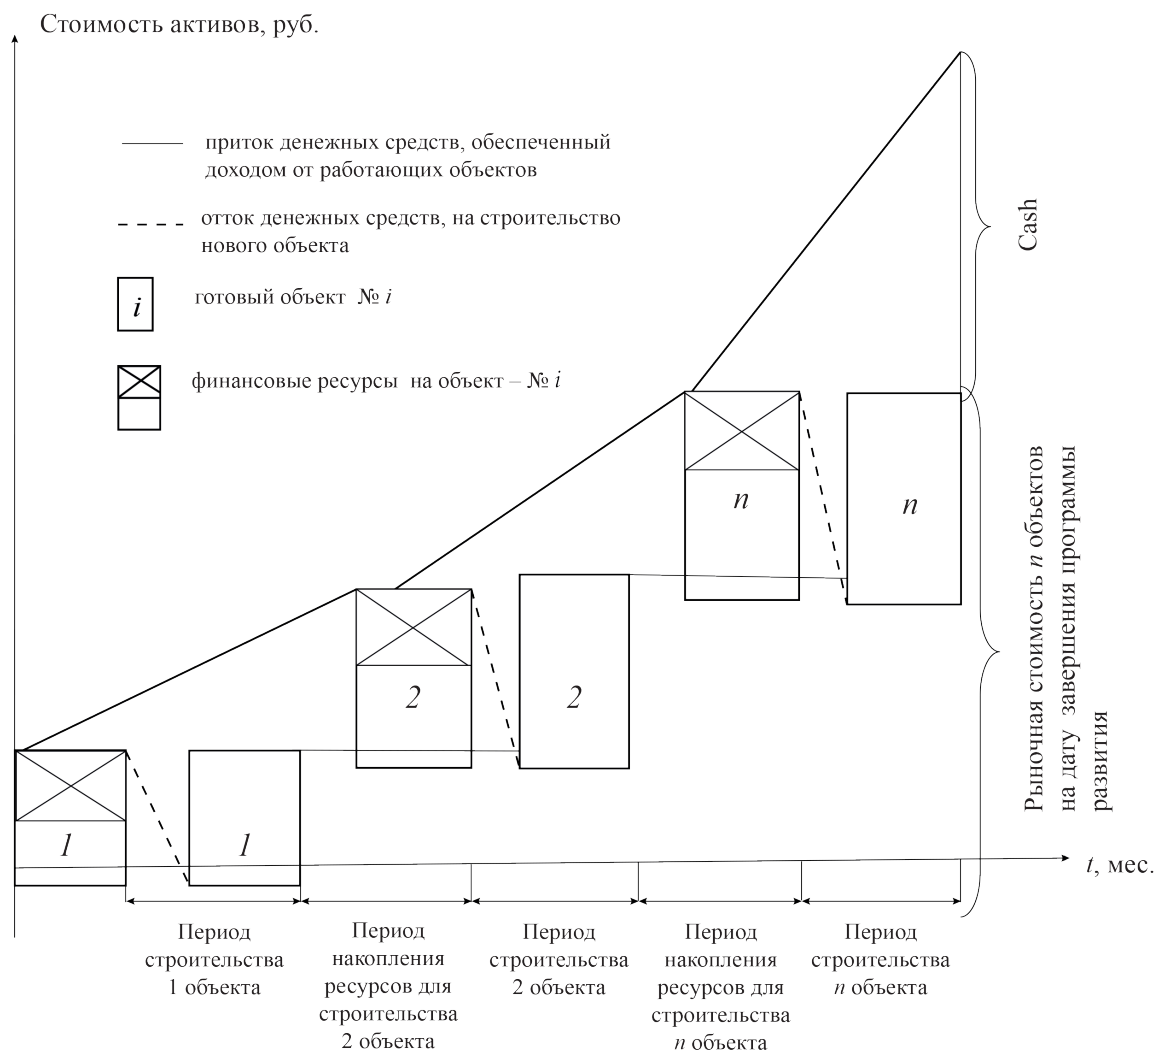 Стоимость активов, руб.
приток денежных средств, обеспеченный
доходом от работающих объектов
отток денежных средств, на строительство
нового объекта
i
готовый объект № i
финансовые ресурсы на объект – № i
Cash
n
n
Рыночная стоимость n объектов
на дату завершения программы
развития
2
2
1
1
t, мес.
Период
строительства
1 объекта
Период
накопления
ресурсов для
строительства
2 объекта
Период
строительства
2 объекта
Период
накопления
ресурсов для
строительства
n объекта
Период
строительства
n объекта